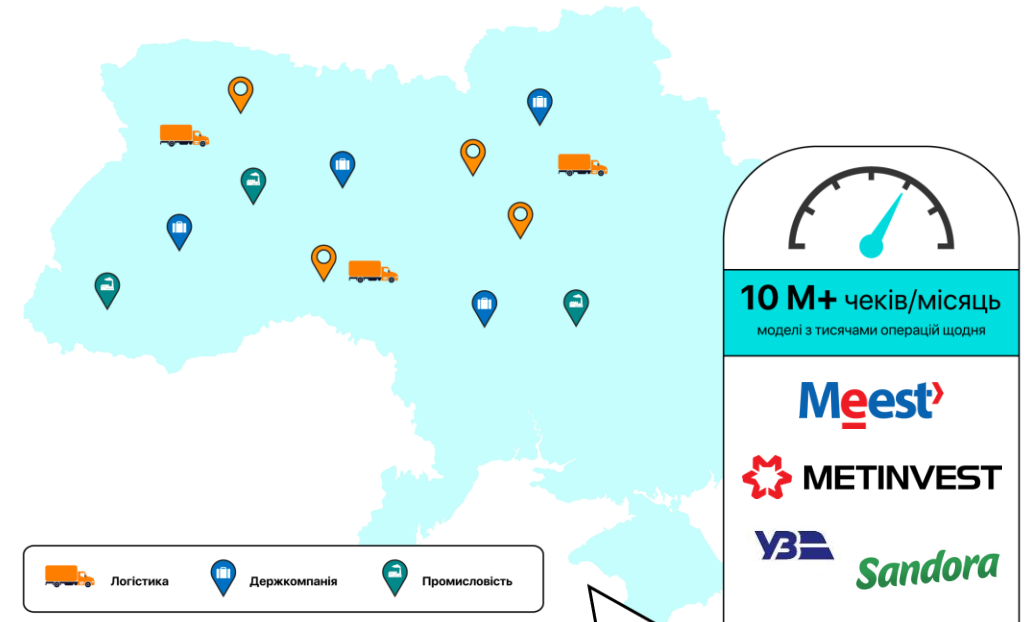 10 M+ чеків/місяць
моделі з тисячами операцій щодня
Meest
METINVEST
УЗ
Sandora
Логістика
Держкомпанія
Промисловість